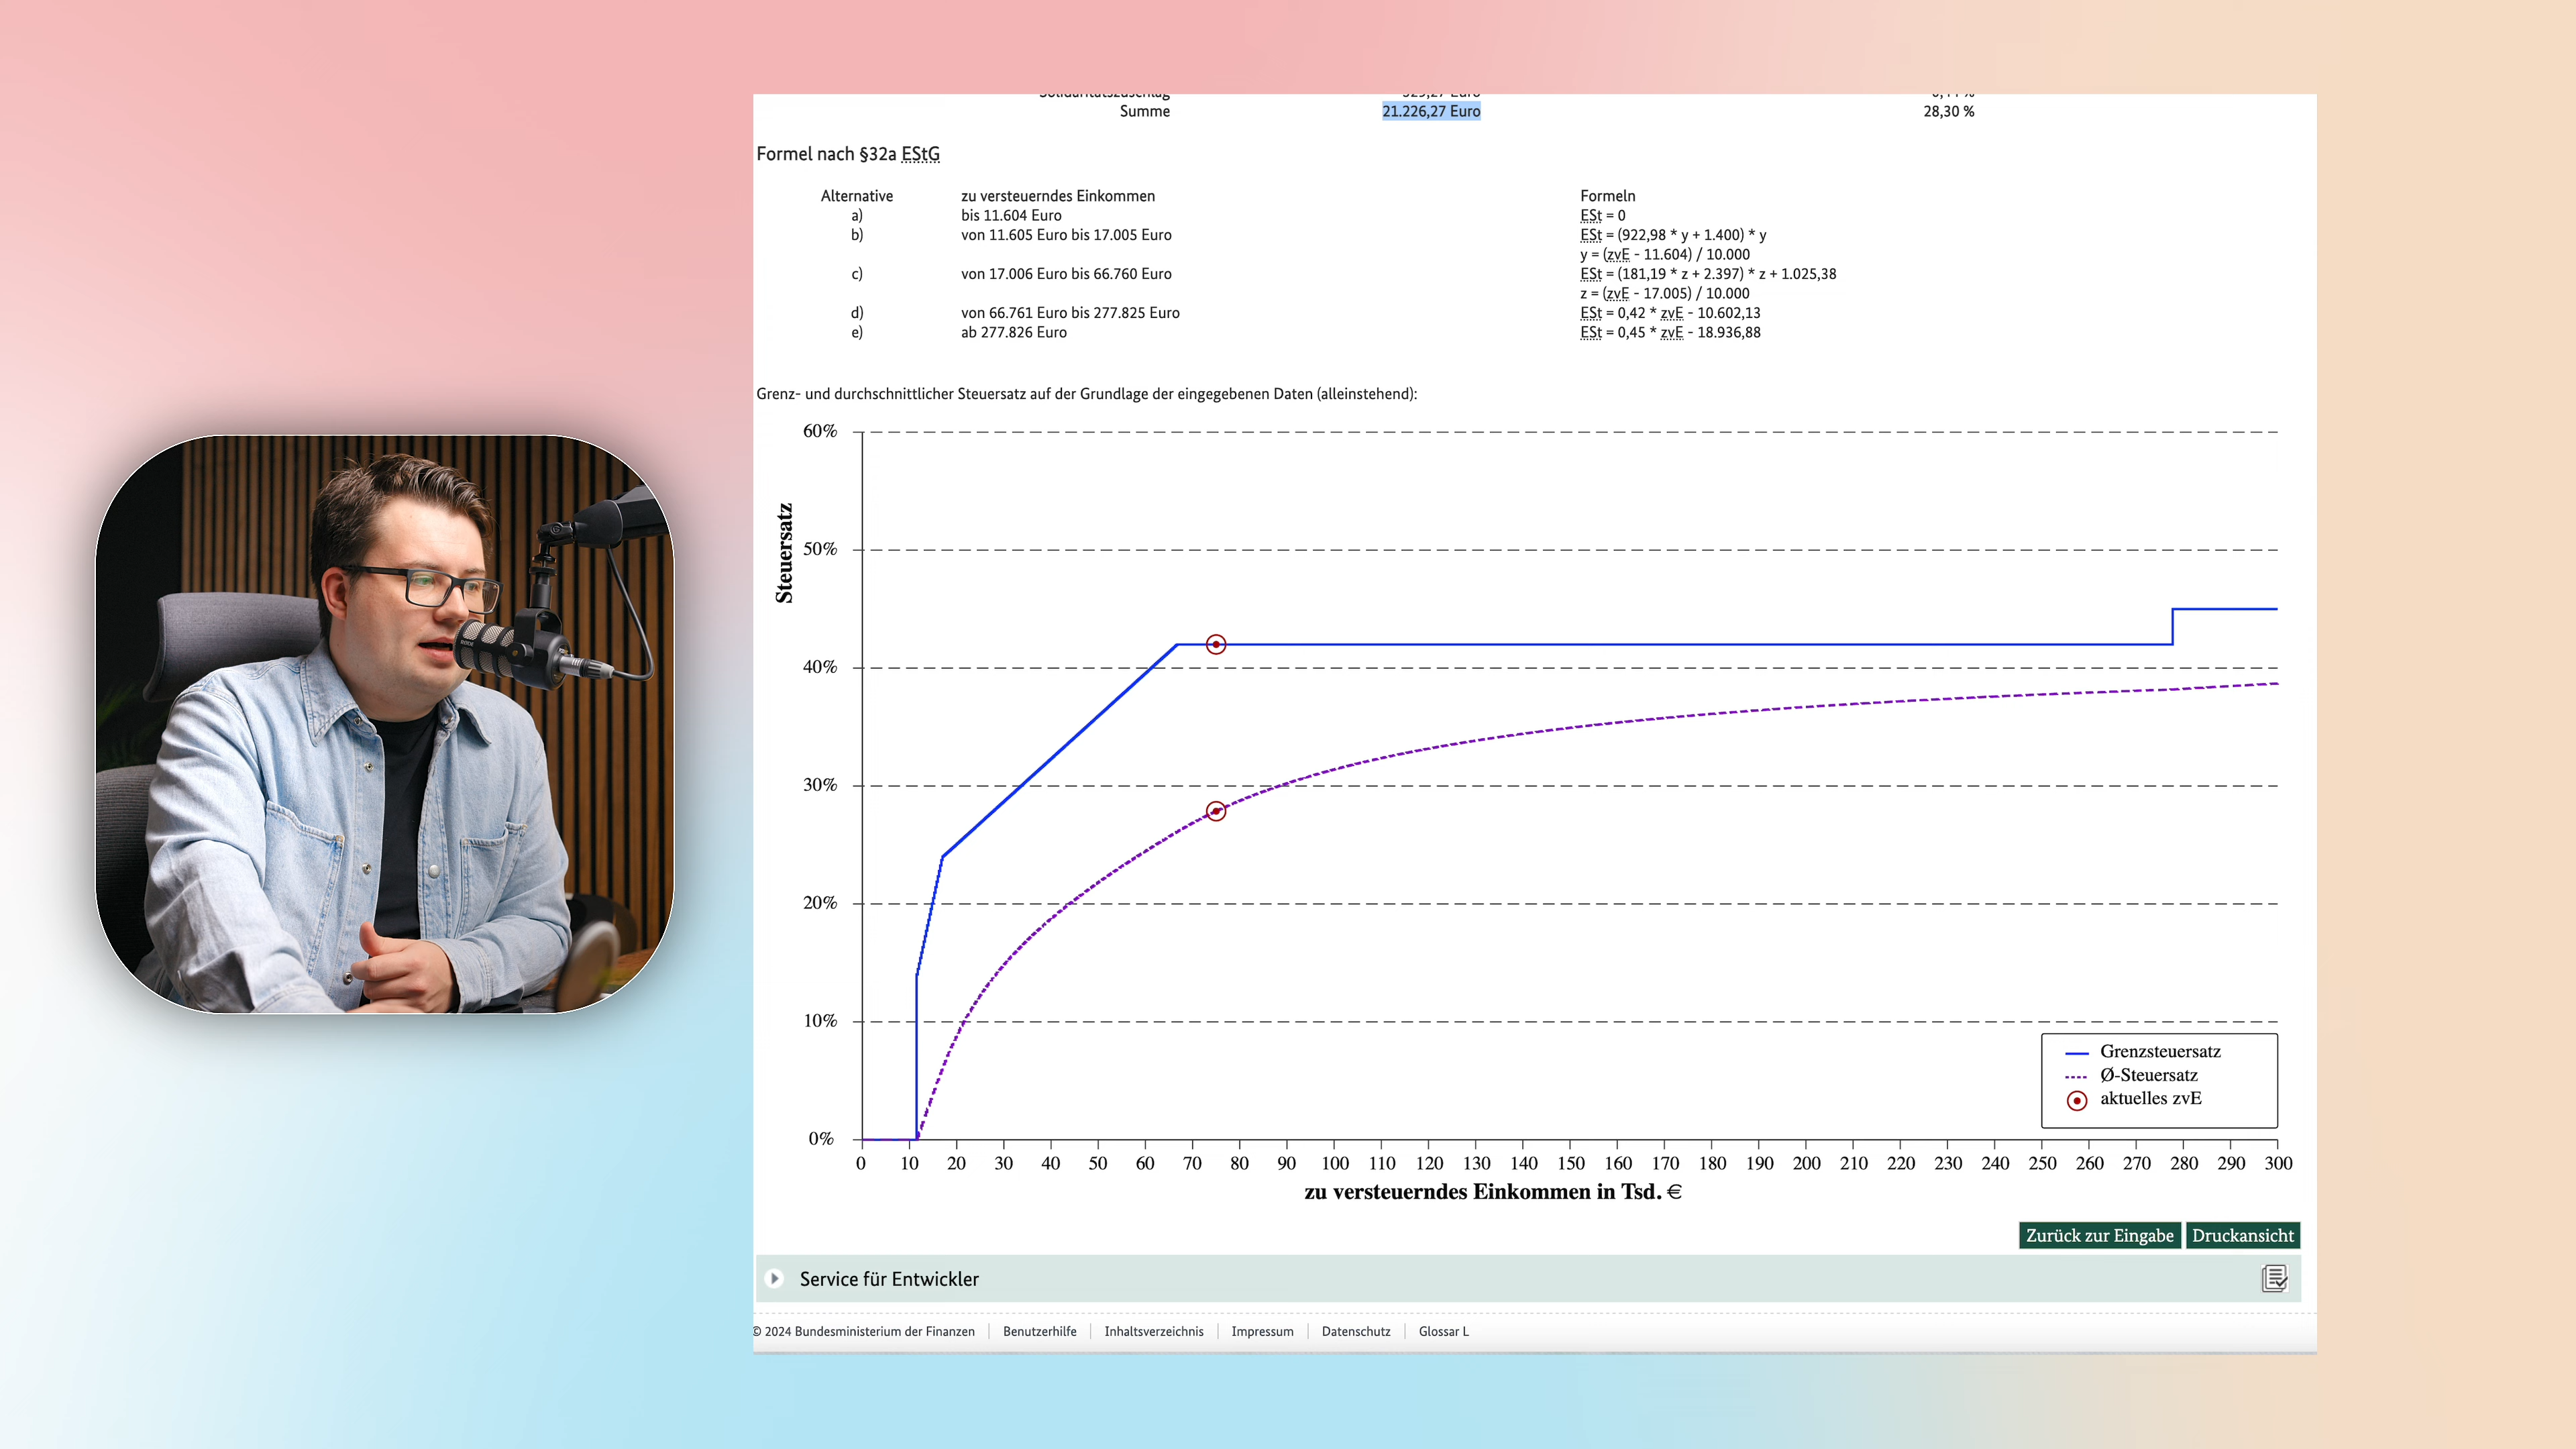 Solidaritätszuschlag
Summe 21.226,27 Euro 28,30 %
Formel nach §32a EStG
Alternative zu versteuerndes Einkommen Formeln
a) bis 11.604 Euro ESt = 0
b) von 11.605 Euro bis 17.005 Euro ESt = (922,98 * y + 1.400) * y
y = (zvE - 11.604) / 10.000
c) von 17.006 Euro bis 66.760 Euro ESt = (181,19 * z + 2.397) * z + 1.025,38
z = (zvE - 17.005) / 10.000
d) von 66.761 Euro bis 277.825 Euro ESt = 0,42 * zvE - 10.602,13
e) ab 277.826 Euro ESt = 0,45 * zvE - 18.936,88
Grenz- und durchschnittlicher Steuersatz auf der Grundlage der eingegebenen Daten (alleinstehend):
60%
Steuersatz
50%
40%
30%
20%
10%
0%
Grenzsteuersatz
Ø-Steuersatz
aktuelles zvE
0 10 20 30 40 50 60 70 80 90 100 110 120 130 140 150 160 170 180 190 200 210 220 230 240 250 260 270 280 290 300
zu versteuerndes Einkommen in Tsd. €
Zurück zur Eingabe Druckansicht
Service für Entwickler
© 2024 Bundesministerium der Finanzen Benutzerhilfe Inhaltsverzeichnis Impressum Datenschutz Glossar L